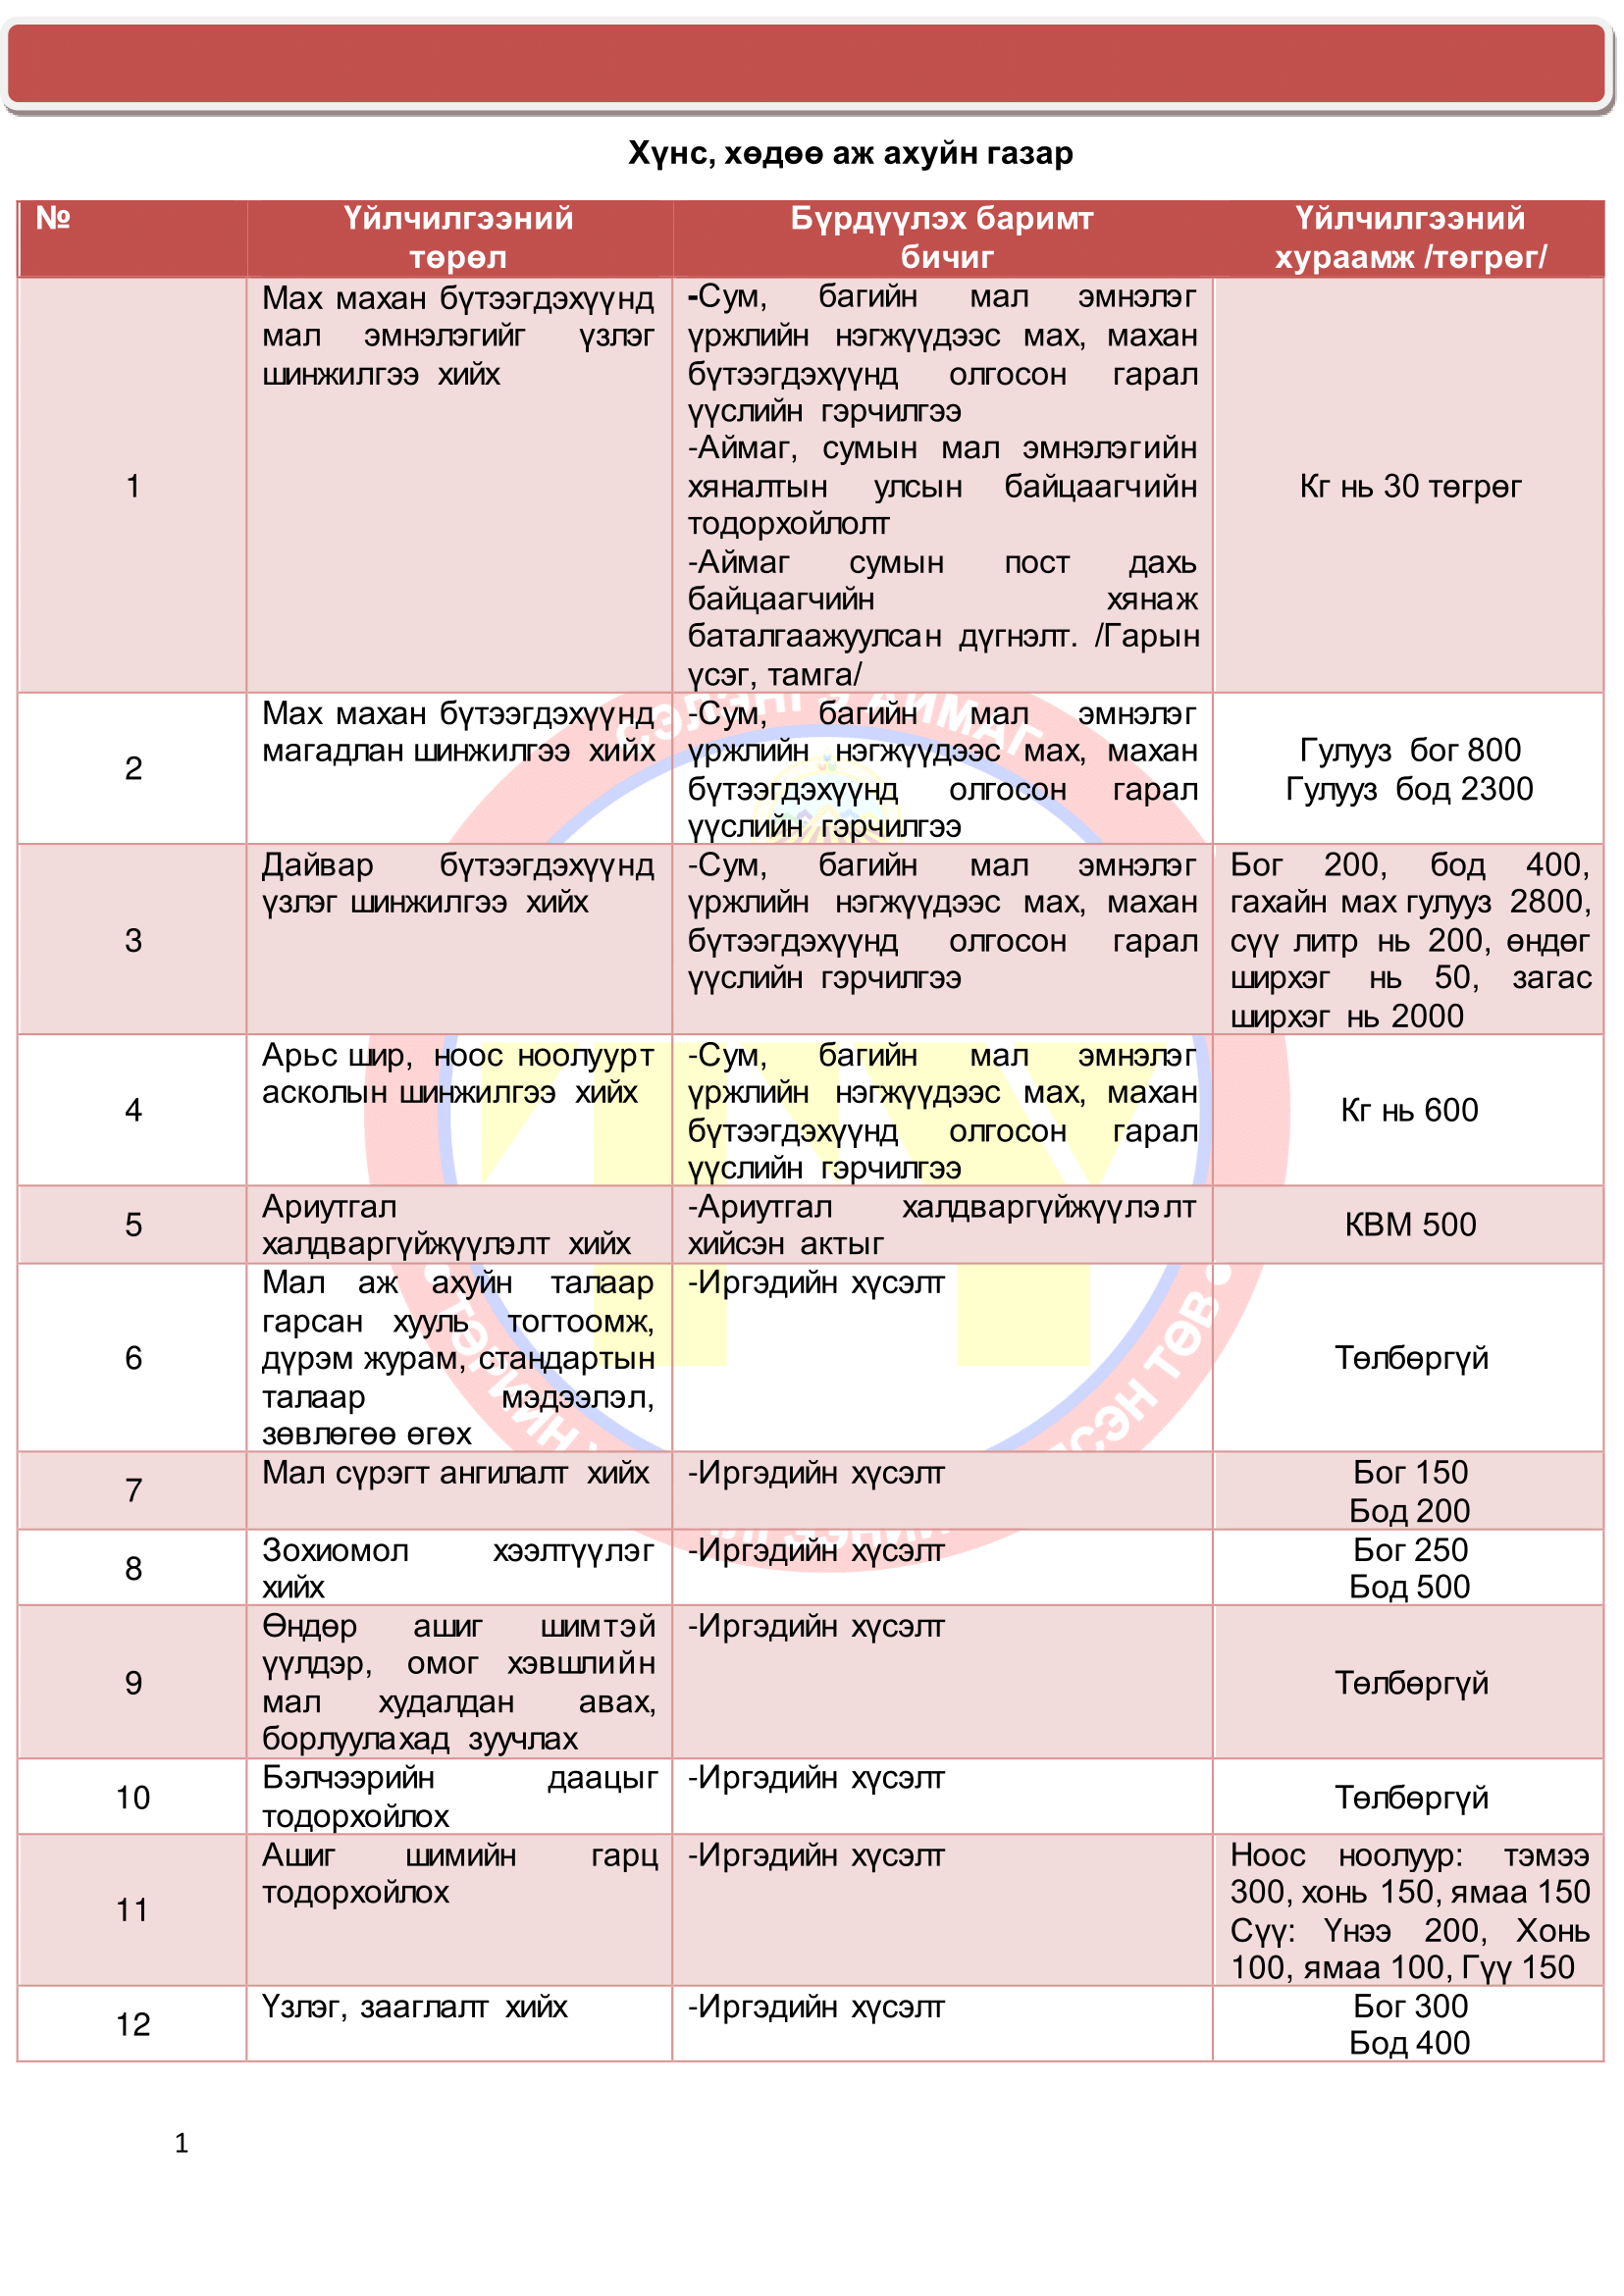 Хүнс, хөдөө аж ахуйн газар
№
Үйлчилгээний
төрөл
Бүрдүүлэх баримт
бичиг
Үйлчилгээний
хураамж /төгрөг/
1
Мах махан бүтээгдэхүүнд
мал эмнэлэгийг үзлэг
шинжилгээ хийх
-Сум, багийн мал эмнэлэг
үржлийн нэгжүүдээс мах, махан
бүтээгдэхүүнд олгосон гарал
үүслийн гэрчилгээ
-Аймаг, сумын мал эмнэлэгийн
хяналтын улсын байцаагчийн
тодорхойлолт
-Аймаг сумын пост дахь
байцаагчийн хянаж
баталгаажуулсан дүгнэлт. /Гарын
үсэг, тамга/
Кг нь 30 төгрөг
2
Мах махан бүтээгдэхүүнд
магадлан шинжилгээ хийх
-Сум, багийн мал эмнэлэг
үржлийн нэгжүүдээс мах, махан
бүтээгдэхүүнд олгосон гарал
үүслийн гэрчилгээ
Гулууз бог 800
Гулууз бод 2300
3
Дайвар бүтээгдэхүүнд
үзлэг шинжилгээ хийх
-Сум, багийн мал эмнэлэг
үржлийн нэгжүүдээс мах, махан
бүтээгдэхүүнд олгосон гарал
үүслийн гэрчилгээ
Бог 200, бод 400,
гахайн мах гулууз 2800,
сүү литр нь 200, өндөг
ширхэг нь 50, загас
ширхэг нь 2000
4
Арьс шир, ноос ноолуурт
асколын шинжилгээ хийх
-Сум, багийн мал эмнэлэг
үржлийн нэгжүүдээс мах, махан
бүтээгдэхүүнд олгосон гарал
үүслийн гэрчилгээ
Кг нь 600
5
Ариутгал
халдваргүйжүүлэлт хийх
-Ариутгал халдваргүйжүүлэлт
хийсэн актыг
КВМ 500
6
Мал аж ахуйн талаар
гарсан хууль тогтоомж,
дүрэм журам, стандартын
талаар мэдээлэл,
зөвлөгөө өгөх
-Иргэдийн хүсэлт
Төлбөргүй
7
Мал сүрэгт ангилалт хийх
-Иргэдийн хүсэлт
Бог 150
Бод 200
8
Зохиомол хээлтүүлэг
хийх
-Иргэдийн хүсэлт
Бог 250
Бод 500
9
Өндөр ашиг шимтэй
үүлдэр, омог хэвшлийн
мал худалдан авах,
борлуулахад зуучлах
-Иргэдийн хүсэлт
Төлбөргүй
10
Бэлчээрийн даацыг
тодорхойлох
-Иргэдийн хүсэлт
Төлбөргүй
11
Ашиг шимийн гарц
тодорхойлох
-Иргэдийн хүсэлт
Ноос ноолуур: тэмээ
300, хонь 150, ямаа 150
Сүү: Үнээ 200, Хонь
100, ямаа 100, Гүү 150
12
Үзлэг, зааглалт хийх
-Иргэдийн хүсэлт
Бог 300
Бод 400
СЭЛЭНГЭ АЙМАГ
ТӨРИЙН
ТӨВ
1